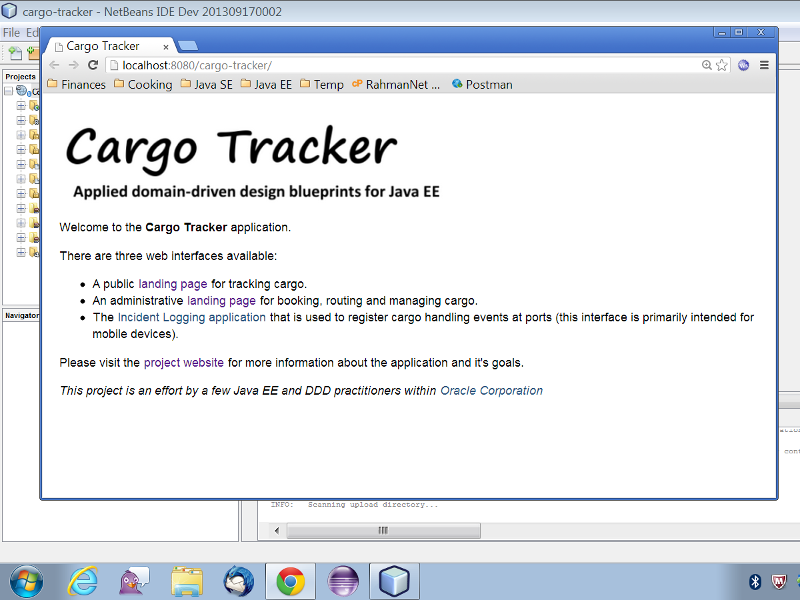 cargo-tracker - NetBeans IDE Dev 201309170002
File Ed
Cargo Tracker
localhost:8080/cargo-tracker/
Finances Cooking Java SE Java EE Temp RahmanNet ... Postman
Projects
Cargo Tracker
Applied domain-driven design blueprints for Java EE
Welcome to the Cargo Tracker application.
There are three web interfaces available:
A public landing page for tracking cargo.
An administrative landing page for booking, routing and managing cargo.
The Incident Logging application that is used to register cargo handling events at ports (this interface is primarily intended for
mobile devices).
Navigator
Please visit the project website for more information about the application and it's goals.
This project is an effort by a few Java EE and DDD practitioners within Oracle Corporation
cont
INFO: Scanning upload directory...